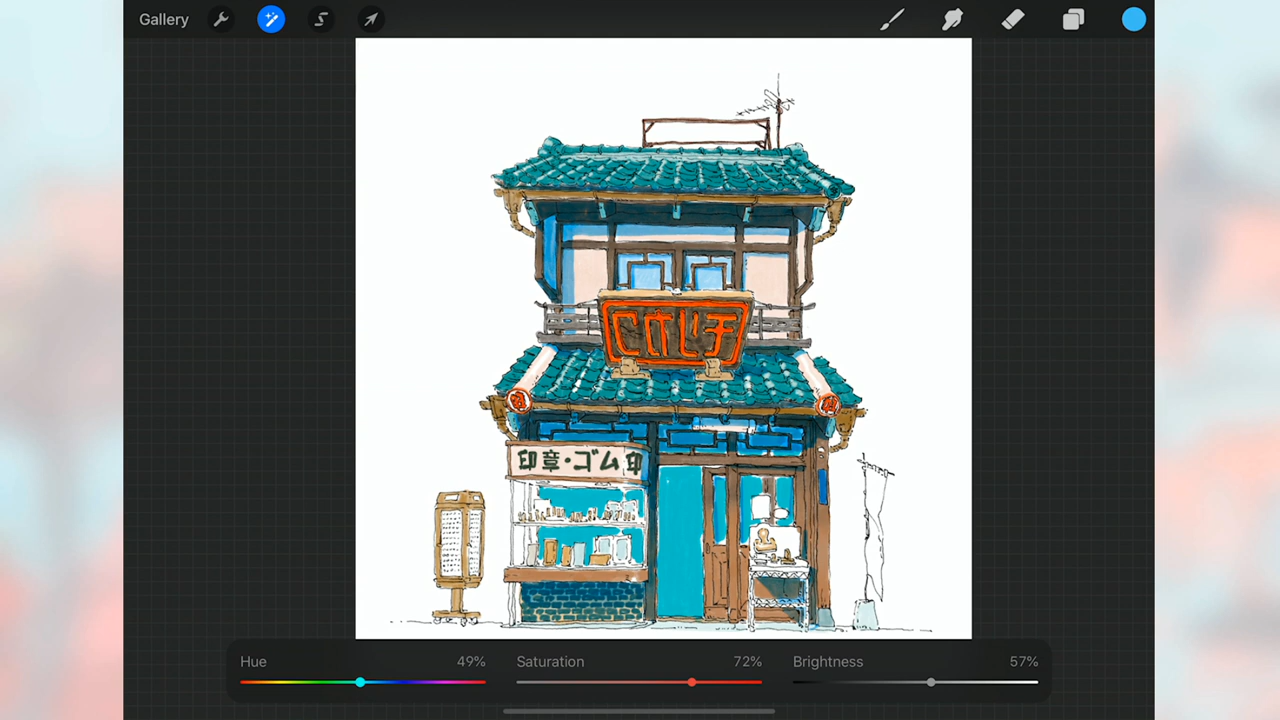 Gallery
印章・ゴム印
Hue 49%
Saturation 72%
Brightness 57%